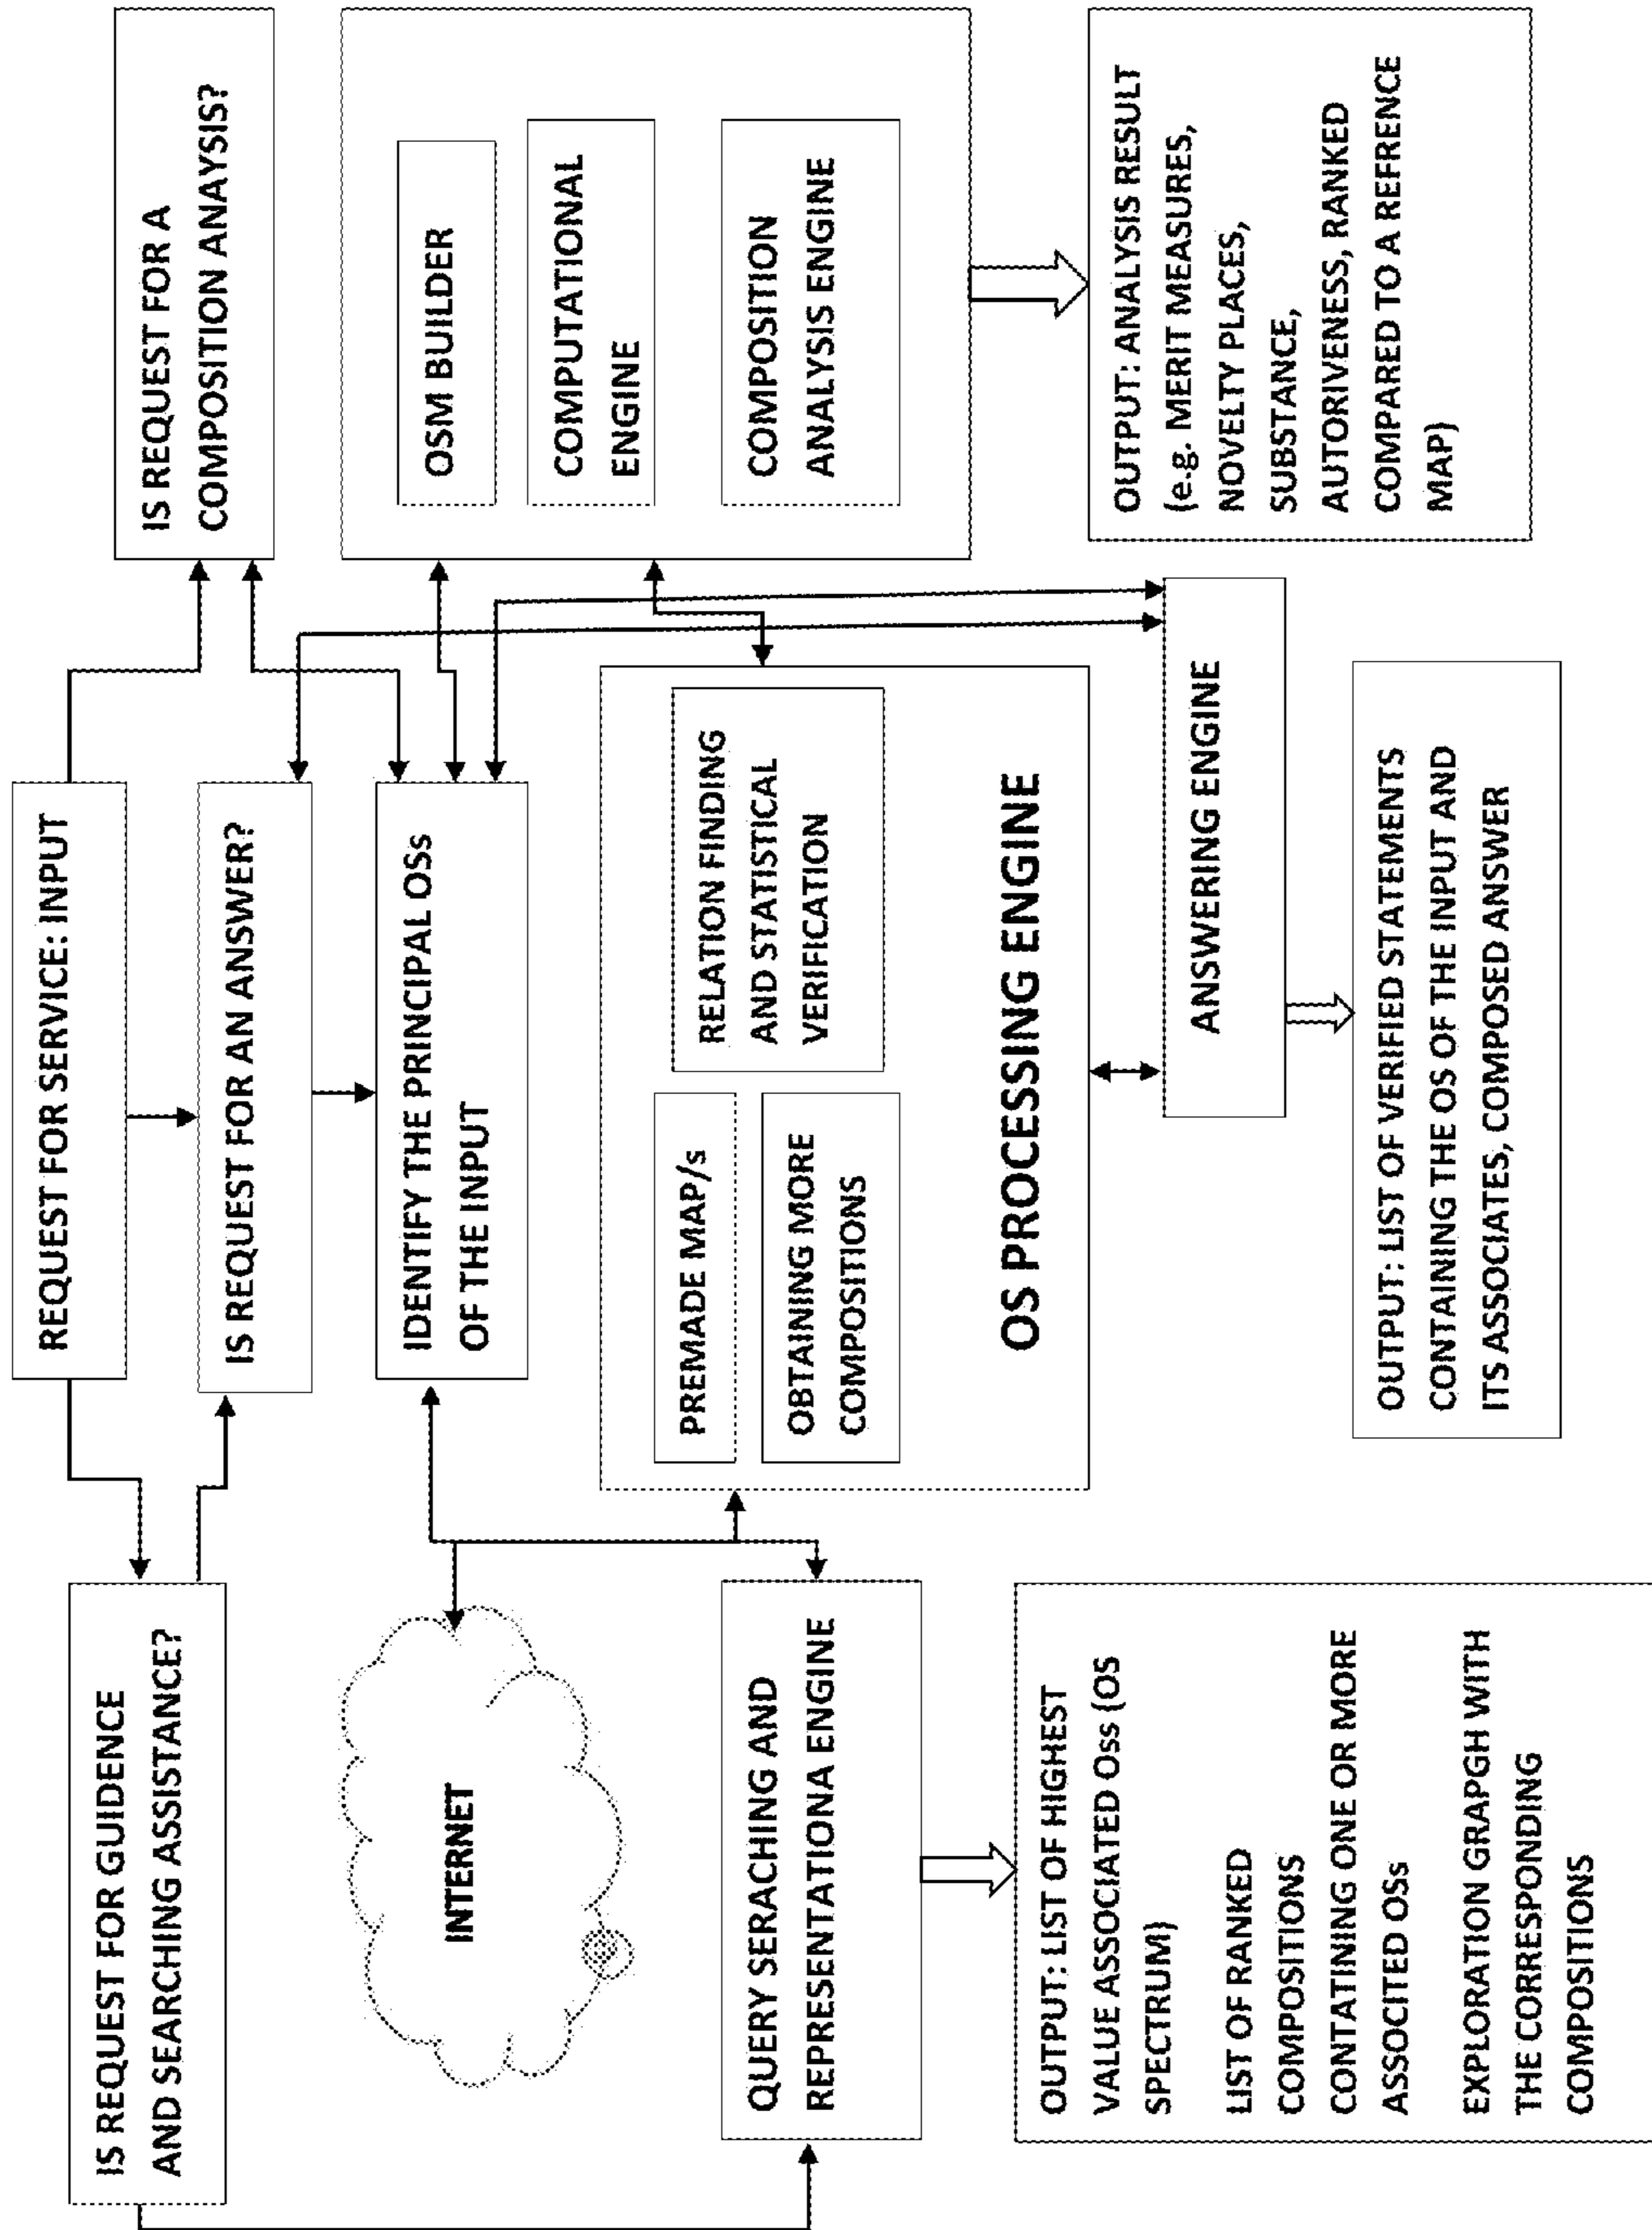 REQUEST FOR SERVICE: INPUT
IS REQUEST FOR GUIDENCE
AND SEARCHING ASSISTANCE?
IS REQUEST FOR AN ANSWER?
IS REQUEST FOR A
COMPOSITION ANAYSIS?
IDENTIFY THE PRINCIPAL OSs
OF THE INPUT
INTERNET
PREMADE MAP/s
OBTAINING MORE
COMPOSITIONS
RELATION FINDING
AND STATISTICAL
VERIFICATION
OS PROCESSING ENGINE
OSM BUILDER
COMPUTATIONAL
ENGINE
COMPOSITION
ANALYSIS ENGINE
QUERY SERACHING AND
REPRESENTATIONA ENGINE
ANSWERING ENGINE
OUTPUT: LIST OF HIGHEST
VALUE ASSOCIATED Oss (OS
SPECTRUM)
LIST OF RANKED
COMPOSITIONS
CONTATINING ONE OR MORE
ASSOCITED OSs
EXPLORATION GRAPGH WITH
THE CORRESPONDING
COMPOSITIONS
OUTPUT: LIST OF VERIFIED STATEMENTS
CONTAINING THE OS OF THE INPUT AND
ITS ASSOCIATES, COMPOSED ANSWER
OUTPUT: ANALYSIS RESULT
(e.g. MERIT MEASURES,
NOVELTY PLACES,
SUBSTANCE,
AUTORIVENESS, RANKED
COMPARED TO A REFRENCE
MAP)